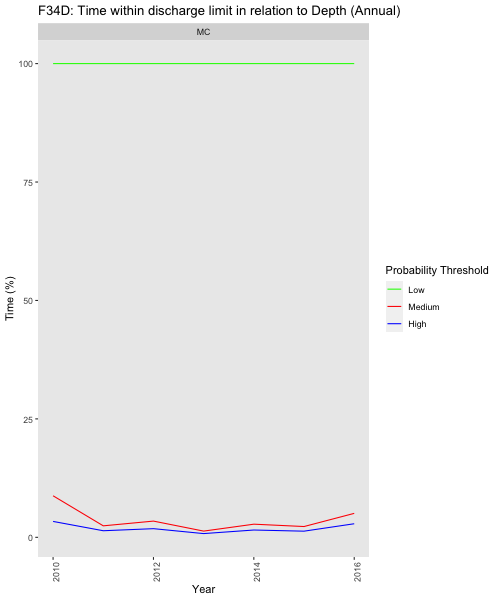 F34D: Time within discharge limit in relation to Depth (Annual)
MC
100
75
50
25
0
Time (%)
2010
2012
2014
2016
Year
Probability Threshold
Low
Medium
High